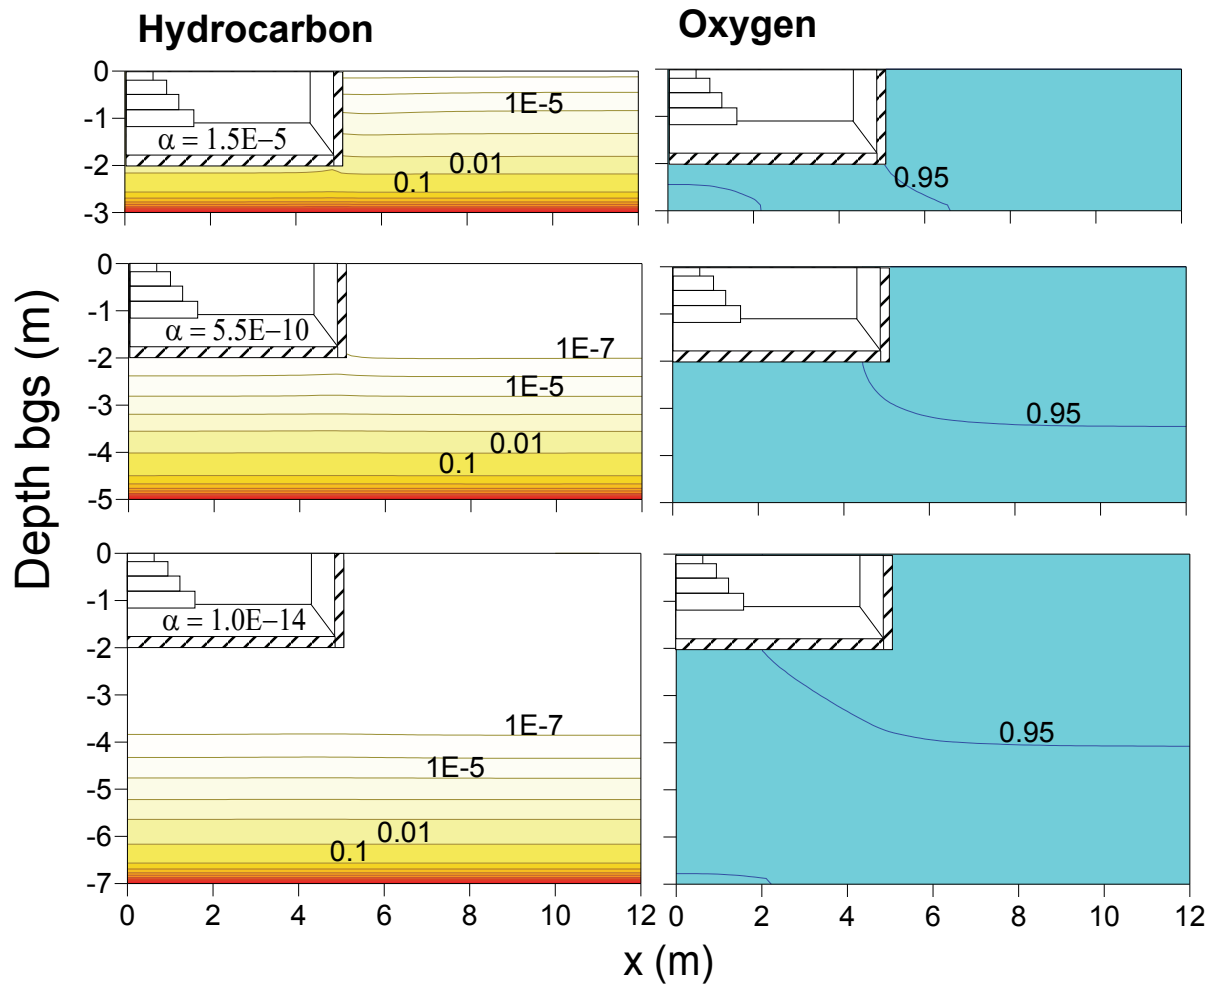 Hydrocarbon
Oxygen
0
-1
-2
-3
1E-5
α = 1.5E−5
0.01
0.1
0.95
0
-1
-2
-3
-4
-5
α = 5.5E−10
1E-7
1E-5
0.01
0.1
0.95
Depth bgs (m)
0
-1
-2
-3
-4
-5
-6
-7
α = 1.0E−14
1E-7
1E-5
0.01
0.1
0.95
0 2 4 6 8 10 12
0 2 4 6 8 10 12
x (m)